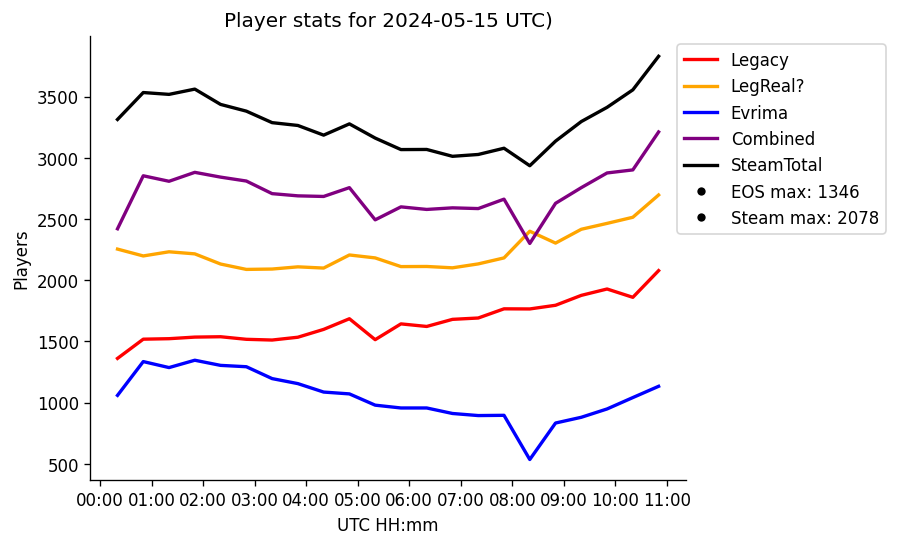 Player stats for 2024-05-15 UTC)
Players
3500
3000
2500
2000
1500
1000
500
00:00 01:00 02:00 03:00 04:00 05:00 06:00 07:00 08:00 09:00 10:00 11:00
UTC HH:mm
Legacy
LegReal?
Evrima
Combined
SteamTotal
EOS max: 1346
Steam max: 2078